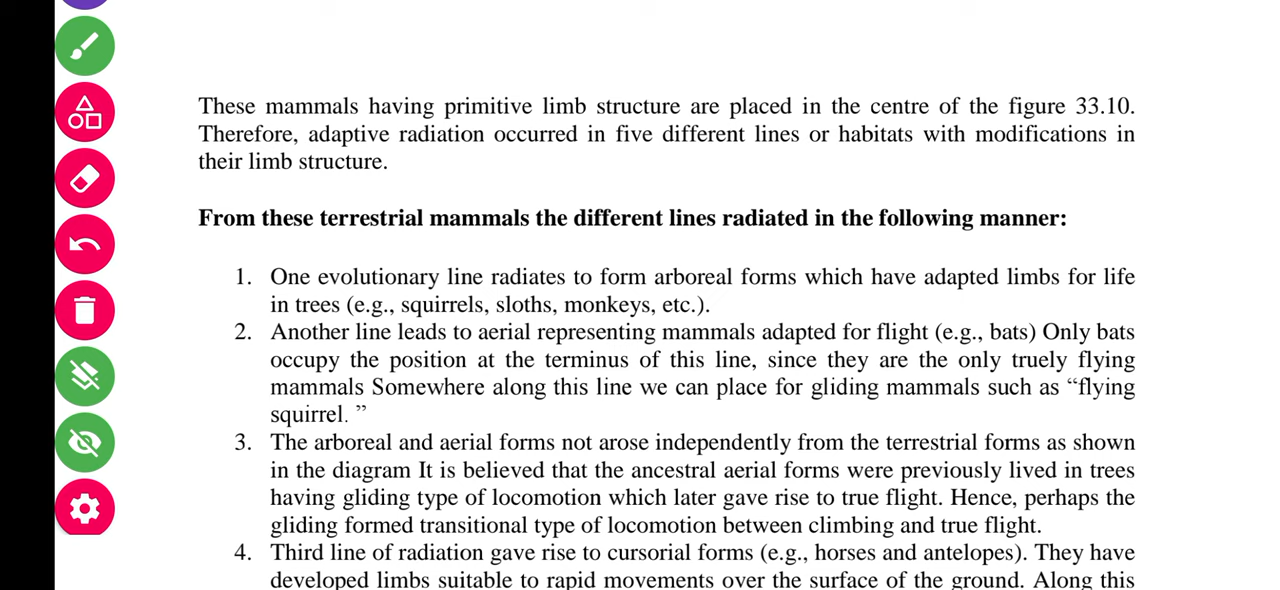 These mammals having primitive limb structure are placed in the centre of the figure 33.10.
Therefore, adaptive radiation occurred in five different lines or habitats with modifications in
their limb structure.
From these terrestrial mammals the different lines radiated in the following manner:
1. One evolutionary line radiates to form arboreal forms which have adapted limbs for life
in trees (e.g., squirrels, sloths, monkeys, etc.).
2. Another line leads to aerial representing mammals adapted for flight (e.g., bats) Only bats
occupy the position at the terminus of this line, since they are the only truely flying
mammals Somewhere along this line we can place for gliding mammals such as “flying
squirrel. ”
3. The arboreal and aerial forms not arose independently from the terrestrial forms as shown
in the diagram It is believed that the ancestral aerial forms were previously lived in trees
having gliding type of locomotion which later gave rise to true flight. Hence, perhaps the
gliding formed transitional type of locomotion between climbing and true flight.
4. Third line of radiation gave rise to cursorial forms (e.g., horses and antelopes). They have
developed limbs suitable to rapid movements over the surface of the ground. Along this